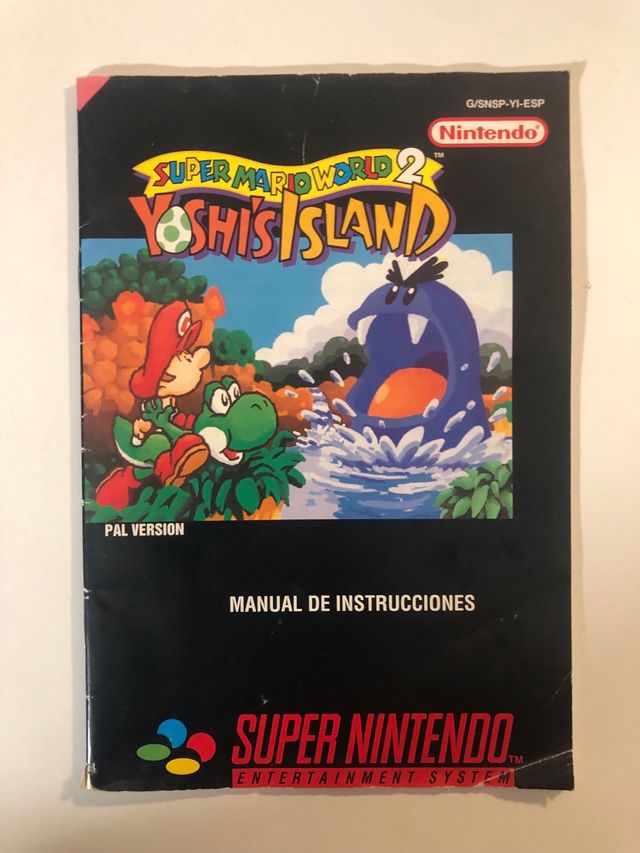 G/SNSP-YI-ESP
Nintendo®
SUPER MARIO WORLD 2 ™
YOSHI'S ISLAND
M
PAL VERSION
MANUAL DE INSTRUCCIONES
SUPER NINTENDO ™
ENTERTAINMENT SYSTEM